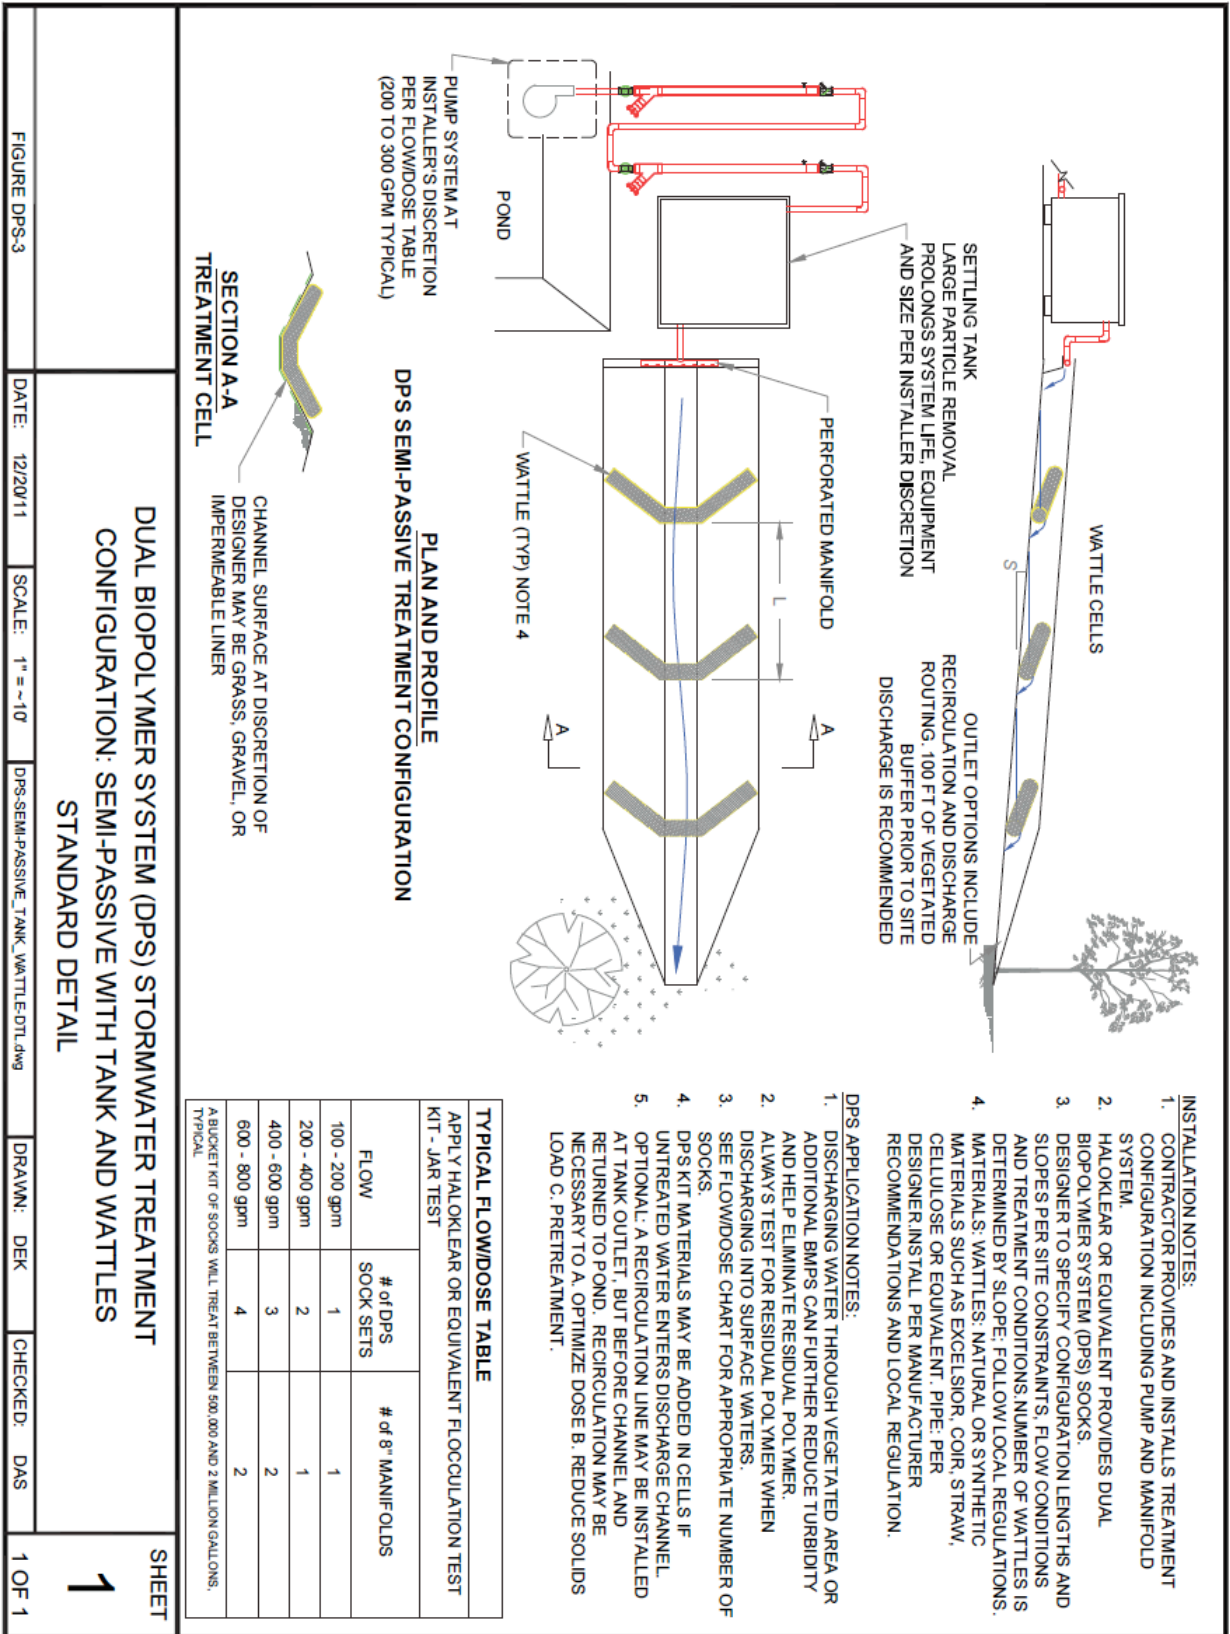 WATTLE CELLS
S
SETTLING TANK
LARGE PARTICLE REMOVAL
PROLONGS SYSTEM LIFE, EQUIPMENT
AND SIZE PER INSTALLER DISCRETION
OUTLET OPTIONS INCLUDE
RECIRCULATION AND DISCHARGE
ROUTING. 100 FT OF VEGETATED
BUFFER PRIOR TO SITE
DISCHARGE IS RECOMMENDED
PERFORATED MANIFOLD
L
A
A
WATTLE (TYP) NOTE 4
POND
PUMP SYSTEM AT
INSTALLER'S DISCRETION
PER FLOW/DOSE TABLE
(200 TO 300 GPM TYPICAL)
PLAN AND PROFILE
DPS SEMI-PASSIVE TREATMENT CONFIGURATION
SECTION A-A
TREATMENT CELL
CHANNEL SURFACE AT DISCRETION OF
DESIGNER MAY BE GRASS, GRAVEL, OR
IMPERMEABLE LINER
INSTALLATION NOTES:
1. CONTRACTOR PROVIDES AND INSTALLS TREATMENT
CONFIGURATION INCLUDING PUMP AND MANIFOLD
SYSTEM.
2. HALOKLEAR OR EQUIVALENT PROVIDES DUAL
BIOPOLYMER SYSTEM (DPS) SOCKS.
3. DESIGNER TO SPECIFY CONFIGURATION LENGTHS AND
SLOPES PER SITE CONSTRAINTS, FLOW CONDITIONS
AND TREATMENT CONDITIONS.NUMBER OF WATTLES IS
DETERMINED BY SLOPE; FOLLOW LOCAL REGULATIONS.
4. MATERIALS: WATTLES: NATURAL OR SYNTHETIC
MATERIALS SUCH AS EXCELSIOR, COIR, STRAW,
CELLULOSE OR EQUIVALENT. PIPE: PER
DESIGNER.INSTALL PER MANUFACTURER
RECOMMENDATIONS AND LOCAL REGULATION.
DPS APPLICATION NOTES:
1. DISCHARGING WATER THROUGH VEGETATED AREA OR
ADDITIONAL BMPS CAN FURTHER REDUCE TURBIDITY
AND HELP ELIMINATE RESIDUAL POLYMER.
2. ALWAYS TEST FOR RESIDUAL POLYMER WHEN
DISCHARGING INTO SURFACE WATERS.
3. SEE FLOW/DOSE CHART FOR APPROPRIATE NUMBER OF
SOCKS.
4. DPS KIT MATERIALS MAY BE ADDED IN CELLS IF
UNTREATED WATER ENTERS DISCHARGE CHANNEL.
5. OPTIONAL: A RECIRCULATION LINE MAY BE INSTALLED
AT TANK OUTLET, BUT BEFORE CHANNEL AND
RETURNED TO POND. RECIRCULATION MAY BE
NECESSARY TO A. OPTIMIZE DOSE B. REDUCE SOLIDS
LOAD C. PRETREATMENT.
TYPICAL FLOW/DOSE TABLE
APPLY HALOKLEAR OR EQUIVALENT FLOCCULATION TEST
KIT - JAR TEST
FLOW # of DPS SOCK SETS # of 8" MANIFOLDS
100 - 200 gpm 1 1
200 - 400 gpm 2 1
400 - 600 gpm 3 2
600 - 800 gpm 4 2
A BUCKET KIT OF SOCKS WILL TREAT BETWEEN 500,000 AND 2 MILLION GALLONS,
TYPICAL
DUAL BIOPOLYMER SYSTEM (DPS) STORMWATER TREATMENT
CONFIGURATION: SEMI-PASSIVE WITH TANK AND WATTLES
STANDARD DETAIL
SHEET
1
1 OF 1
FIGURE DPS-3
DATE: 12/20/11
SCALE: 1" = ~10'
DPS-SEMI-PASSIVE_TANK_WATTLE-DTL.dwg
DRAWN: DEK
CHECKED: DAS